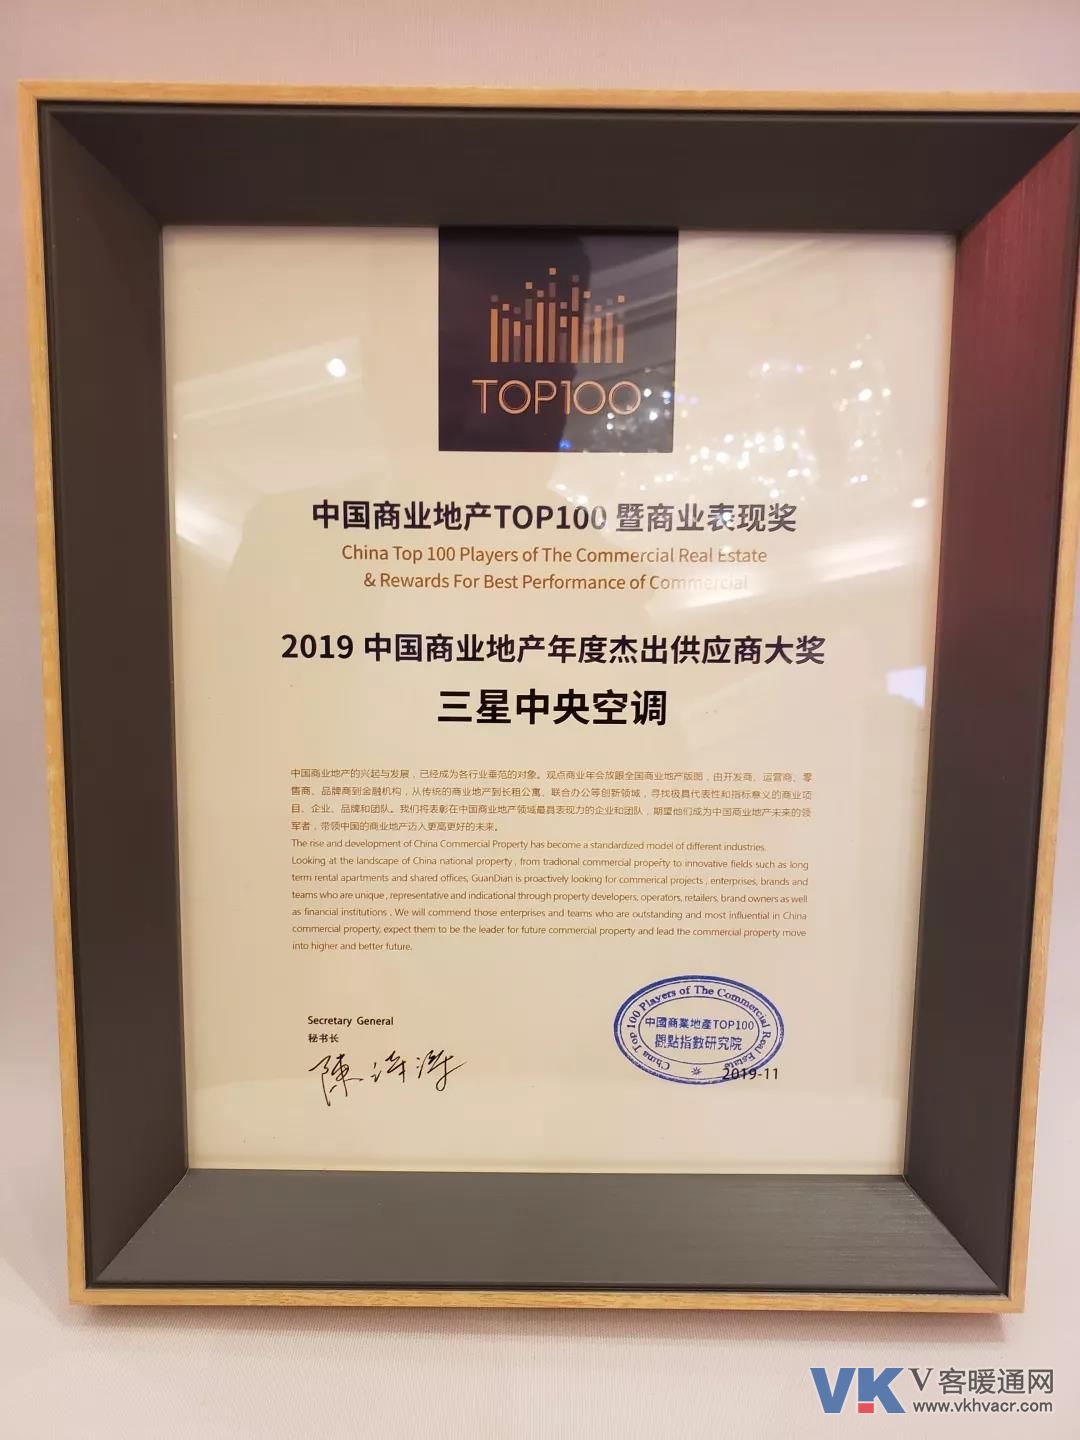 TOP100
中国商业地产TOP100 暨商业表现奖
China Top 100 Players of The Commercial Real Estate
& Rewards For Best Performance of Commercial
2019 中国商业地产年度杰出供应商大奖
三星中央空调
中国商业地产的兴起与发展，已经成为各行业垂范的对象。观点商业年会放眼全国商业地产版图，由开发商、运营商、零
售商、品牌商到金融机构，从传统的商业地产到长租公寓、联合办公等创新领域，寻找极具代表性和指标意义的商业项
目、企业、品牌和团队。我们将表彰在中国商业地产领域最具表现力的企业和团队，期望他们成为中国商业地产未来的领
军者，带领中国的商业地产迈入更高更好的未来。
The rise and development of China Commercial Property has become a standardized model of different industries.
Looking at the landscape of China national property , from tradional commercial property to innovative fields such as long
term rental apartments and shared offices, GuanDian is proactively looking for commerical projects , enterprises, brands and
teams who are unique , representative and indicational through property developers, operators, retailers, brand owners as well
as financial institutions . We will commend those enterprises and teams who are outstanding and most influential in China
commercial property, expect them to be the leader for future commercial property and lead the commercial property move
into higher and better future.
Secretary General
秘书长
China Top 100 Players of The Commercial Real Estate
中國商業地產TOP100
觀點指數研究院
2019-11
VK V客暖通网
www.vkhvacr.com